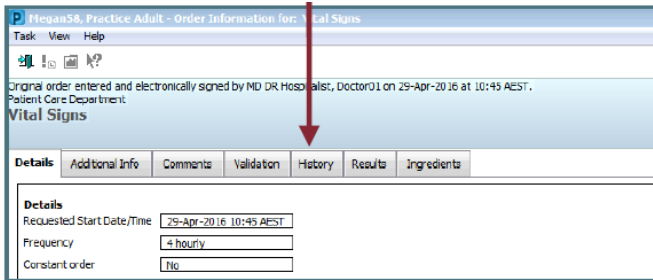 P Megan58, Practice Adult - Order Information for: Vital Signs
Task View Help
Original order entered and electronically signed by MD DR Hospitalist, Doctor01 on 29-Apr-2016 at 10:45 AEST.
Patient Care Department
Vital Signs
Details Additional Info Comments Validation History Results Ingredients
Details
Requested Start Date/Time 29-Apr-2016 10:45 AEST
Frequency 4 hourly
Constant order No